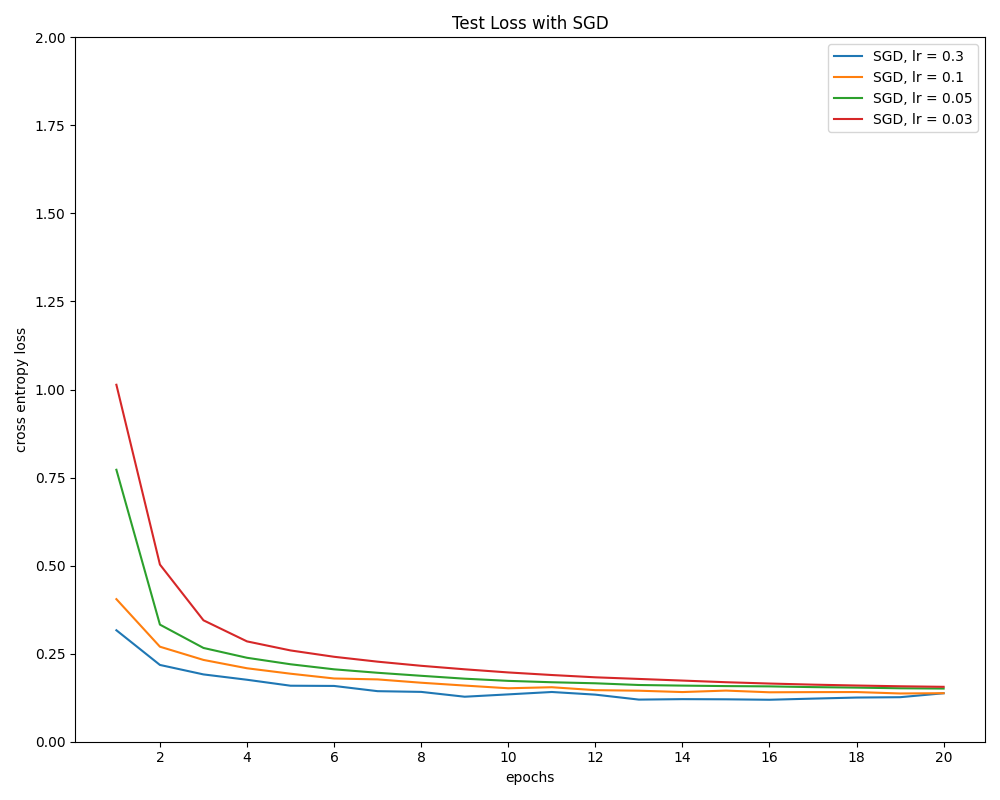 Test Loss with SGD
SGD, lr = 0.3
SGD, lr = 0.1
SGD, lr = 0.05
SGD, lr = 0.03
cross entropy loss
2.00
1.75
1.50
1.25
1.00
0.75
0.50
0.25
0.00
2 4 6 8 10 12 14 16 18 20
epochs